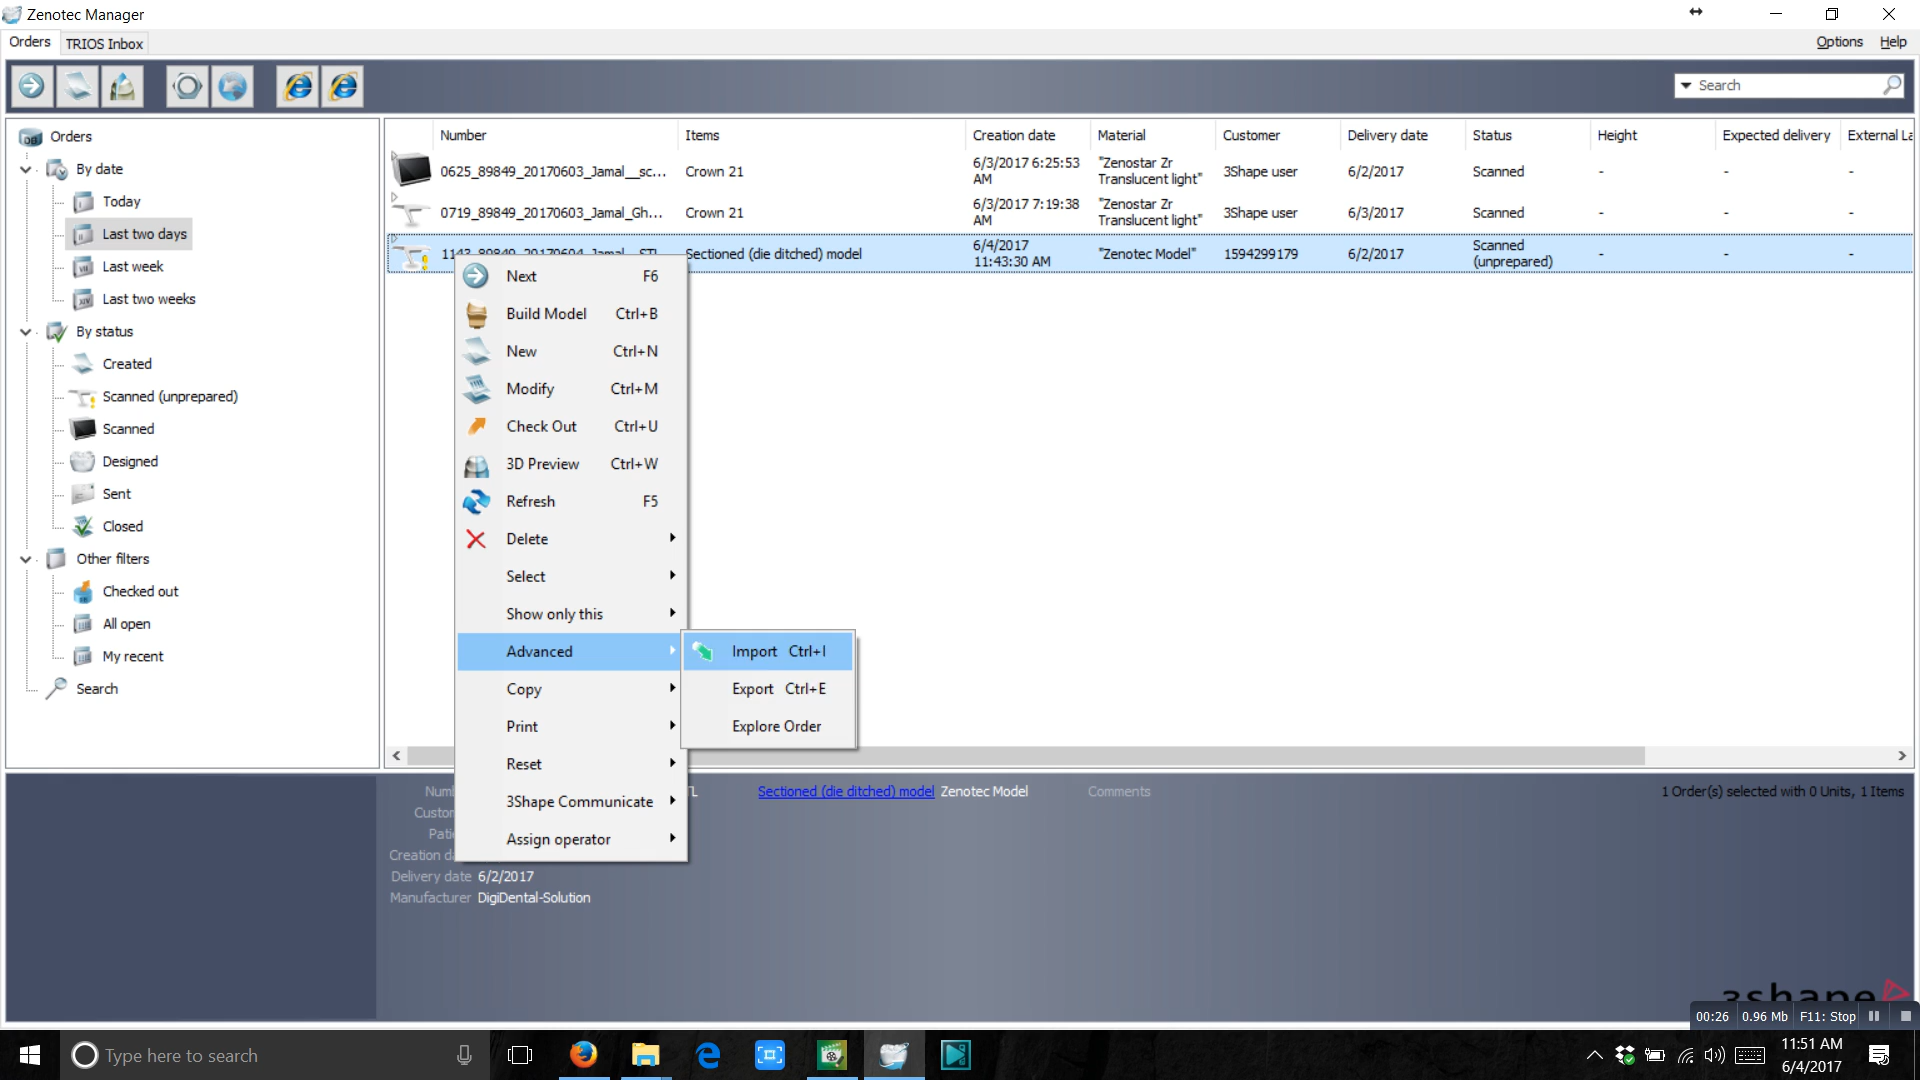 Zenotec Manager
Orders TRIOS Inbox
Options Help
Search
Orders
By date
Today
Last two days
Last week
Last two weeks
By status
Created
Scanned (unprepared)
Scanned
Designed
Sent
Closed
Other filters
Checked out
All open
My recent
Search
Number Items Creation date Material Customer Delivery date Status Height Expected delivery External La
0625_89849_20170603_Jamal__sc... Crown 21 6/3/2017 6:25:53 AM "Zenostar Zr Translucent light" 3Shape user 6/2/2017 Scanned - - -
0719_89849_20170603_Jamal_Gh... Crown 21 6/3/2017 7:19:38 AM "Zenostar Zr Translucent light" 3Shape user 6/3/2017 Scanned - - -
1143_89849_20170604_Jamal__STL Sectioned (die ditched) model 6/4/2017 11:43:30 AM "Zenotec Model" 1594299179 6/2/2017 Scanned (unprepared) - - -
Next F6
Build Model Ctrl+B
New Ctrl+N
Modify Ctrl+M
Check Out Ctrl+U
3D Preview Ctrl+W
Refresh F5
Delete
Select
Show only this
Advanced
Copy
Print
Reset
3Shape Communicate
Assign operator
Import Ctrl+I
Export Ctrl+E
Explore Order
Sectioned (die ditched) model Zenotec Model Comments 1 Order(s) selected with 0 Units, 1 Items
Creation da
Delivery date 6/2/2017
Manufacturer DigiDental-Solution
3shape
00:26 0.96 Mb F11: Stop
Type here to search
11:51 AM
6/4/2017